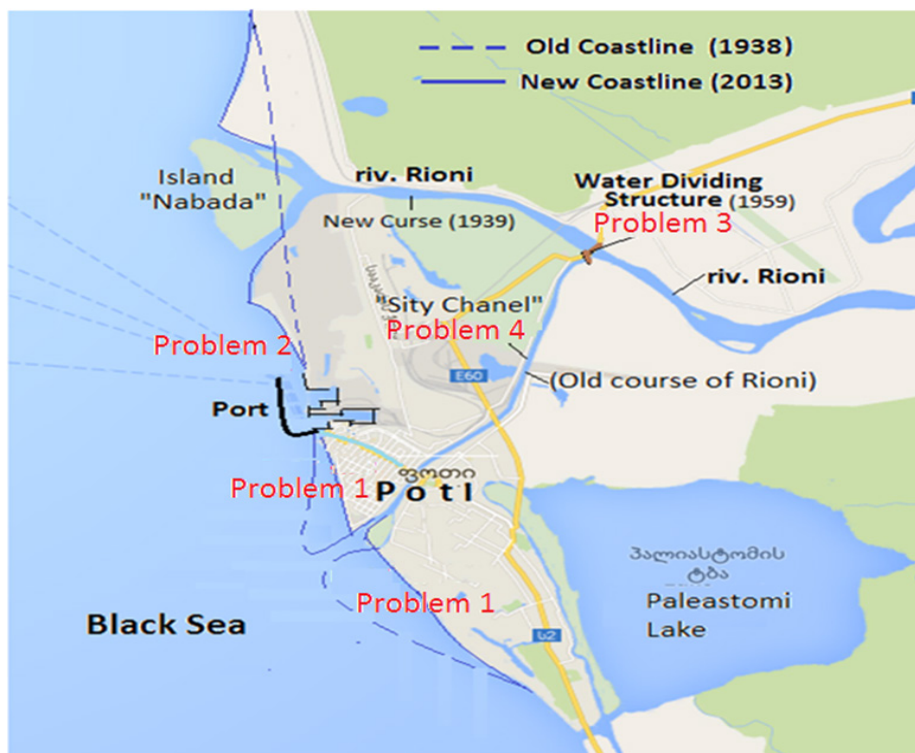 Old Coastline (1938)
New Coastline (2013)
Island
"Nabada"
riv. Rioni
New Curse (1939)
Water Dividing
Structure (1959)
Problem 3
riv. Rioni
"Sity Chanel"
Problem 4
Problem 2
E60
(Old course of Rioni)
Port
ფოთი
Problem 1
Poti
პალიასტომის
ტბა
Paleastomi
Lake
Problem 1
Black Sea
ს2